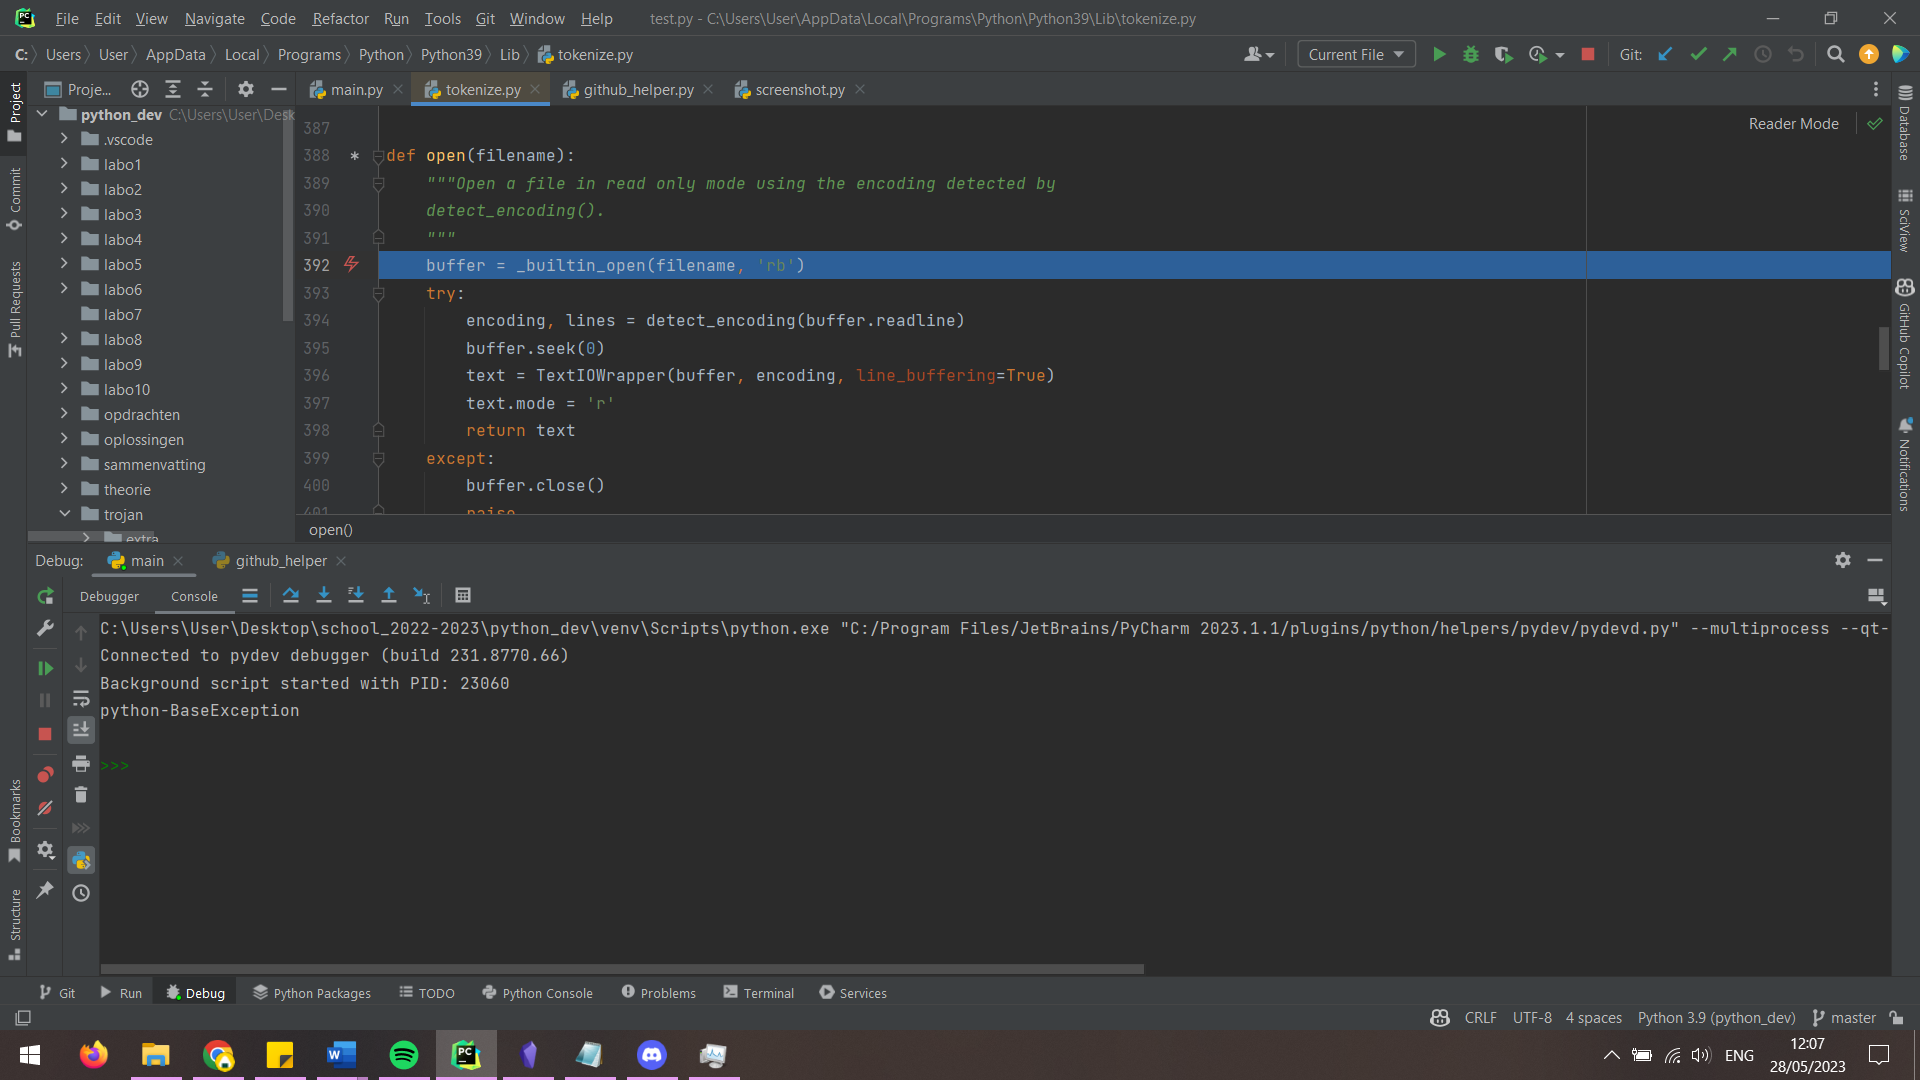 File Edit View Navigate Code Refactor Run Tools Git Window Help test.py - C:\Users\User\AppData\Local\Programs\Python\Python39\Lib\tokenize.py
C: Users User AppData Local Programs Python Python39 Lib tokenize.py Current File Git:
Proje... main.py tokenize.py github_helper.py screenshot.py
python_dev C:\Users\User\Desk
.vscode
labo1
labo2
labo3
labo4
labo5
labo6
labo7
labo8
labo9
labo10
opdrachten
oplossingen
sammenvatting
theorie
trojan
extra
Reader Mode
387
388 * def open(filename):
389 """Open a file in read only mode using the encoding detected by
390 detect_encoding().
391 """
392 buffer = _builtin_open(filename, 'rb')
393 try:
394 encoding, lines = detect_encoding(buffer.readline)
395 buffer.seek(0)
396 text = TextIOWrapper(buffer, encoding, line_buffering=True)
397 text.mode = 'r'
398 return text
399 except:
400 buffer.close()
401 raise
open()
Project
Commit
Pull Requests
Bookmarks
Structure
Database
SciView
GitHub Copilot
Notifications
Debug: main github_helper
Debugger Console
C:\Users\User\Desktop\school_2022-2023\python_dev\venv\Scripts\python.exe "C:/Program Files/JetBrains/PyCharm 2023.1.1/plugins/python/helpers/pydev/pydevd.py" --multiprocess --qt-
Connected to pydev debugger (build 231.8770.66)
Background script started with PID: 23060
python-BaseException
>>>
Git Run Debug Python Packages TODO Python Console Problems Terminal Services
CRLF UTF-8 4 spaces Python 3.9 (python_dev) master
ENG
12:07
28/05/2023